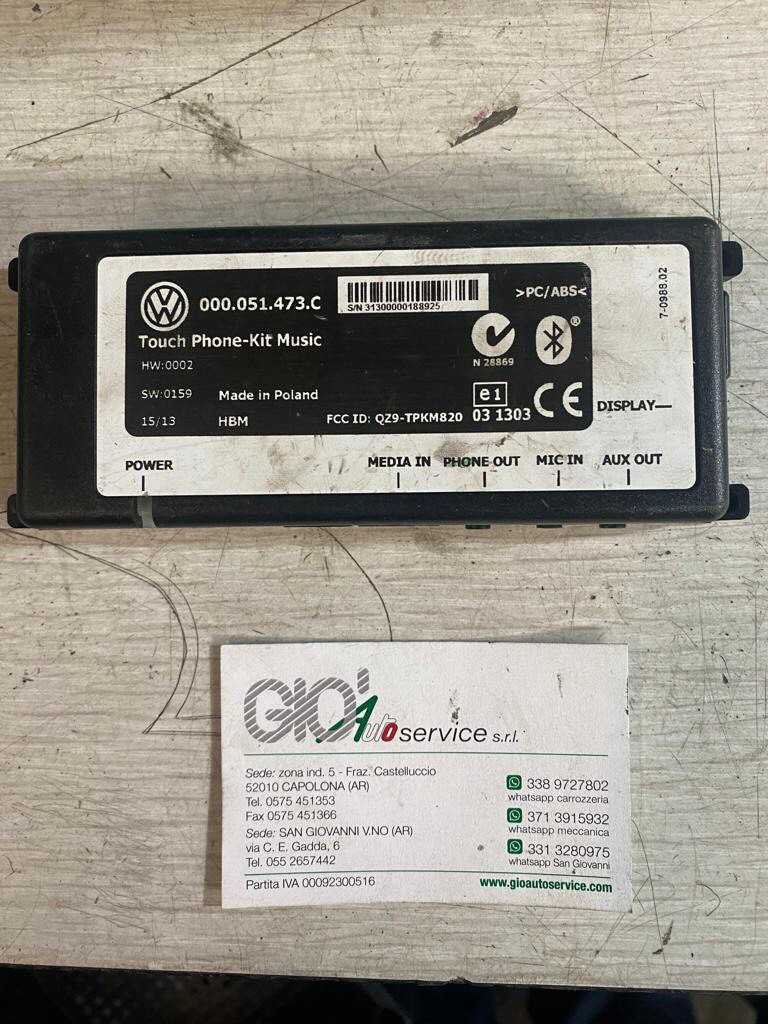 000.051.473.C
S/N 31300000188925
>PC/ABS<
7-0988.02
Touch Phone-Kit Music
®
N 28869
HW:0002
SW:0159 Made in Poland
e1
CE
DISPLAY
15/13 HBM FCC ID: QZ9-TPKM820 03 1303
POWER MEDIA IN PHONE OUT MIC IN AUX OUT
GIO' Autoservice s.r.l.
Sede: zona ind. 5 - Fraz. Castelluccio
52010 CAPOLONA (AR)
Tel. 0575 451353
Fax 0575 451366
Sede: SAN GIOVANNI V.NO (AR)
via C. E. Gadda, 6
Tel. 055 2657442
338 9727802
whatsapp carrozzeria
371 3915932
whatsapp meccanica
331 3280975
whatsapp San Giovanni
Partita IVA 00092300516
www.gioautoservice.com